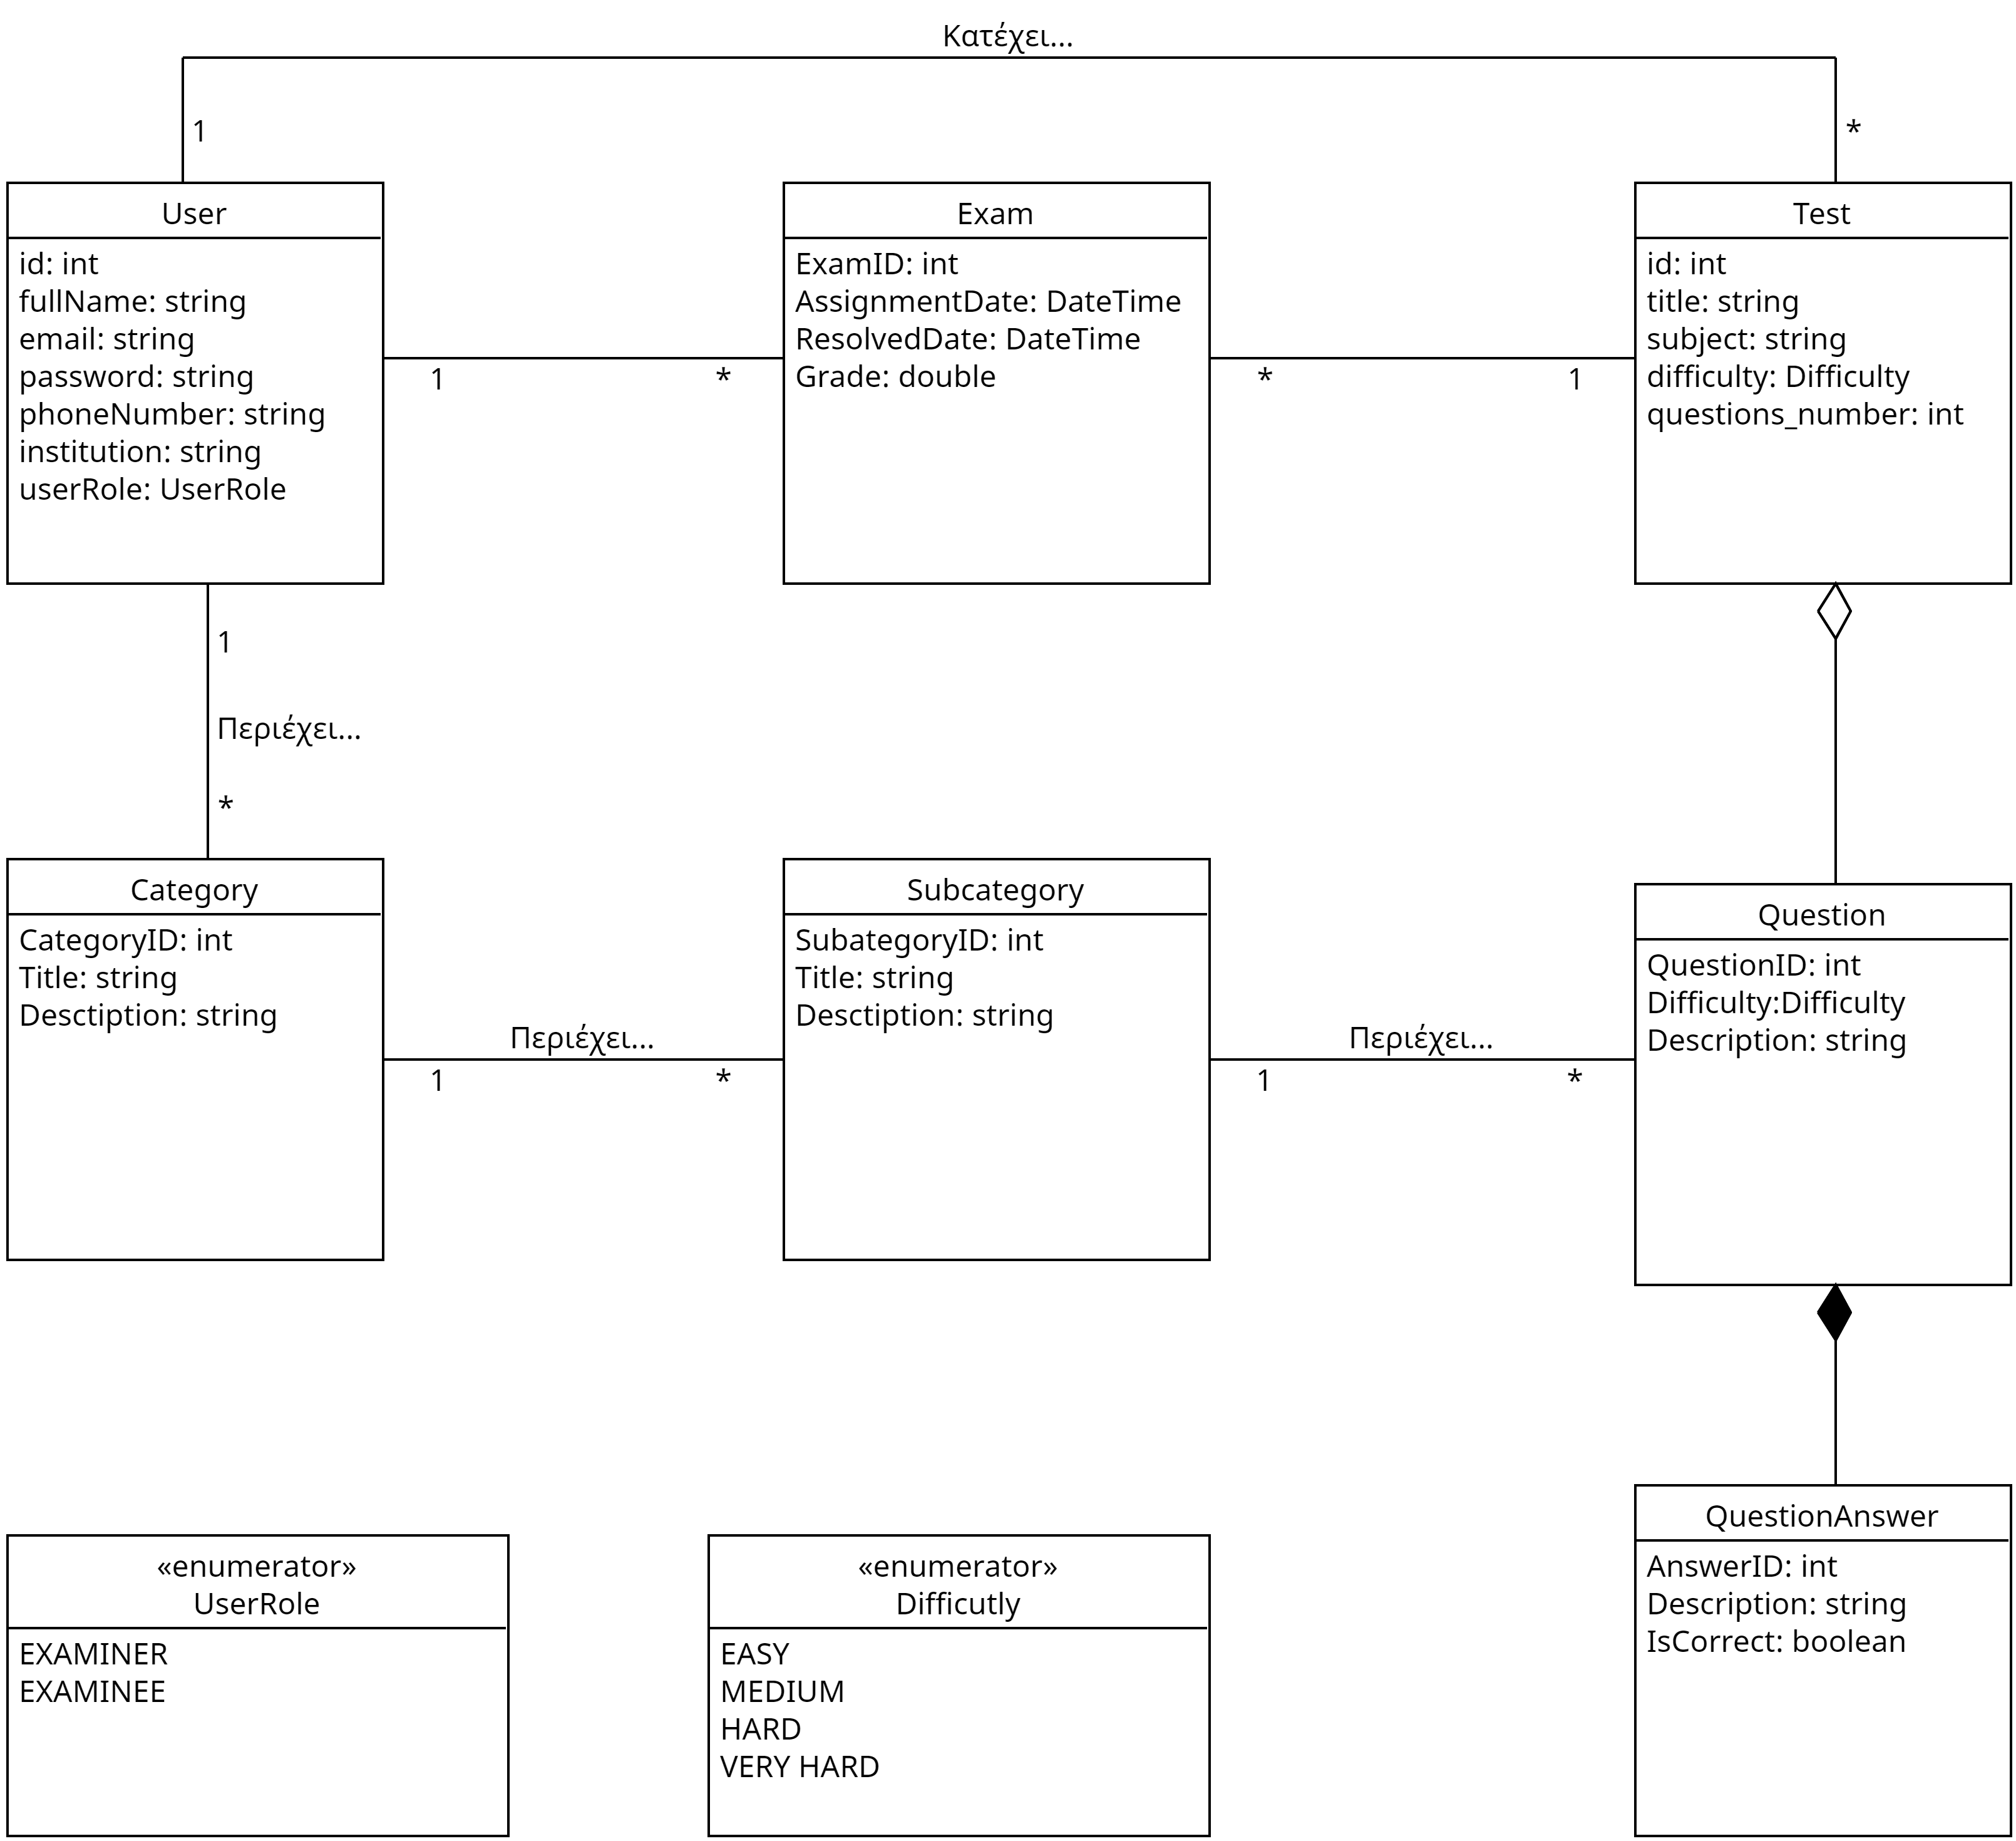 Κατέχει...
1
*
User
id: int
fullName: string
email: string
password: string
phoneNumber: string
institution: string
userRole: UserRole
1
*
Exam
ExamID: int
AssignmentDate: DateTime
ResolvedDate: DateTime
Grade: double
*
1
Test
id: int
title: string
subject: string
difficulty: Difficulty
questions_number: int
1
Περιέχει...
*
Category
CategoryID: int
Title: string
Desctiption: string
Περιέχει...
1
*
Subcategory
SubategoryID: int
Title: string
Desctiption: string
Περιέχει...
1
*
Question
QuestionID: int
Difficulty:Difficulty
Description: string
«enumerator»
UserRole
EXAMINER
EXAMINEE
«enumerator»
Difficutly
EASY
MEDIUM
HARD
VERY HARD
QuestionAnswer
AnswerID: int
Description: string
IsCorrect: boolean